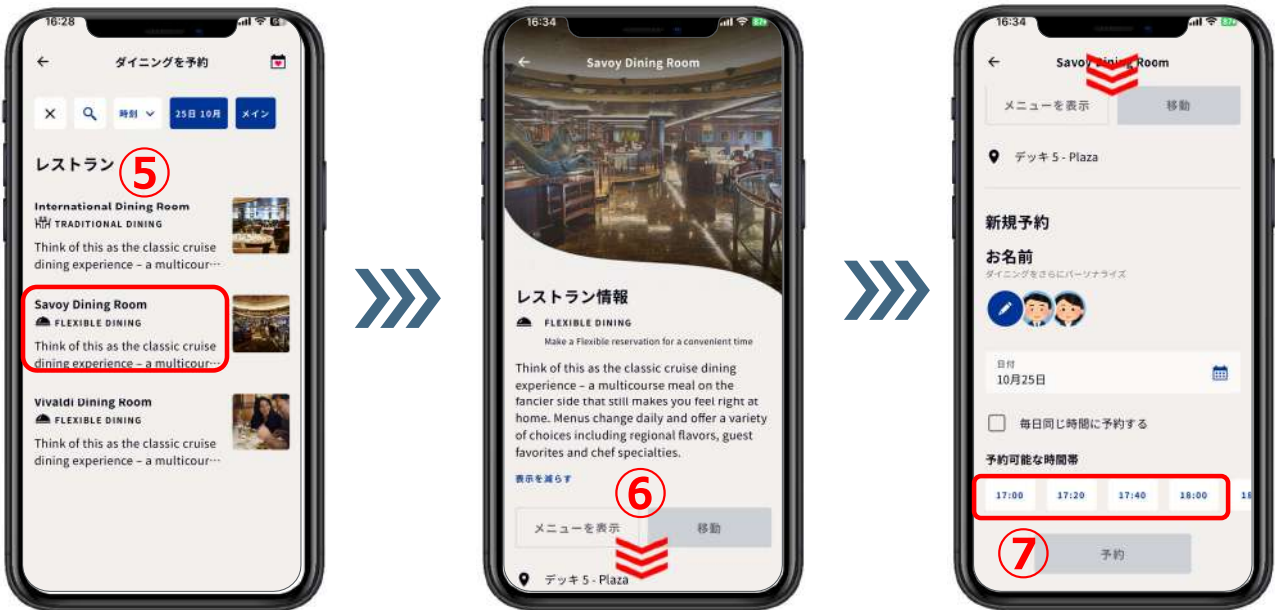 16:28
ダイニングを予約
時刻
25日 10月
メイン
レストラン
⑤
International Dining Room
TRADITIONAL DINING
Think of this as the classic cruise
dining experience – a multicour…
Savoy Dining Room
FLEXIBLE DINING
Think of this as the classic cruise
dining experience – a multicour…
Vivaldi Dining Room
FLEXIBLE DINING
Think of this as the classic cruise
dining experience – a multicour…
16:34
Savoy Dining Room
レストラン情報
FLEXIBLE DINING
Make a Flexible reservation for a convenient time
Think of this as the classic cruise dining
experience – a multicourse meal on the
fancier side that still makes you feel right at
home. Menus change daily and offer a variety
of choices including regional flavors, guest
favorites and chef specialties.
表示を減らす
⑥
メニューを表示
移動
デッキ 5 - Plaza
16:34
Savoy Dining Room
メニューを表示
移動
デッキ 5 - Plaza
新規予約
お名前
ダイニングをさらにパーソナライズ
日付
10月25日
毎日同じ時間に予約する
予約可能な時間帯
17:00 17:20 17:40 18:00
⑦
予約